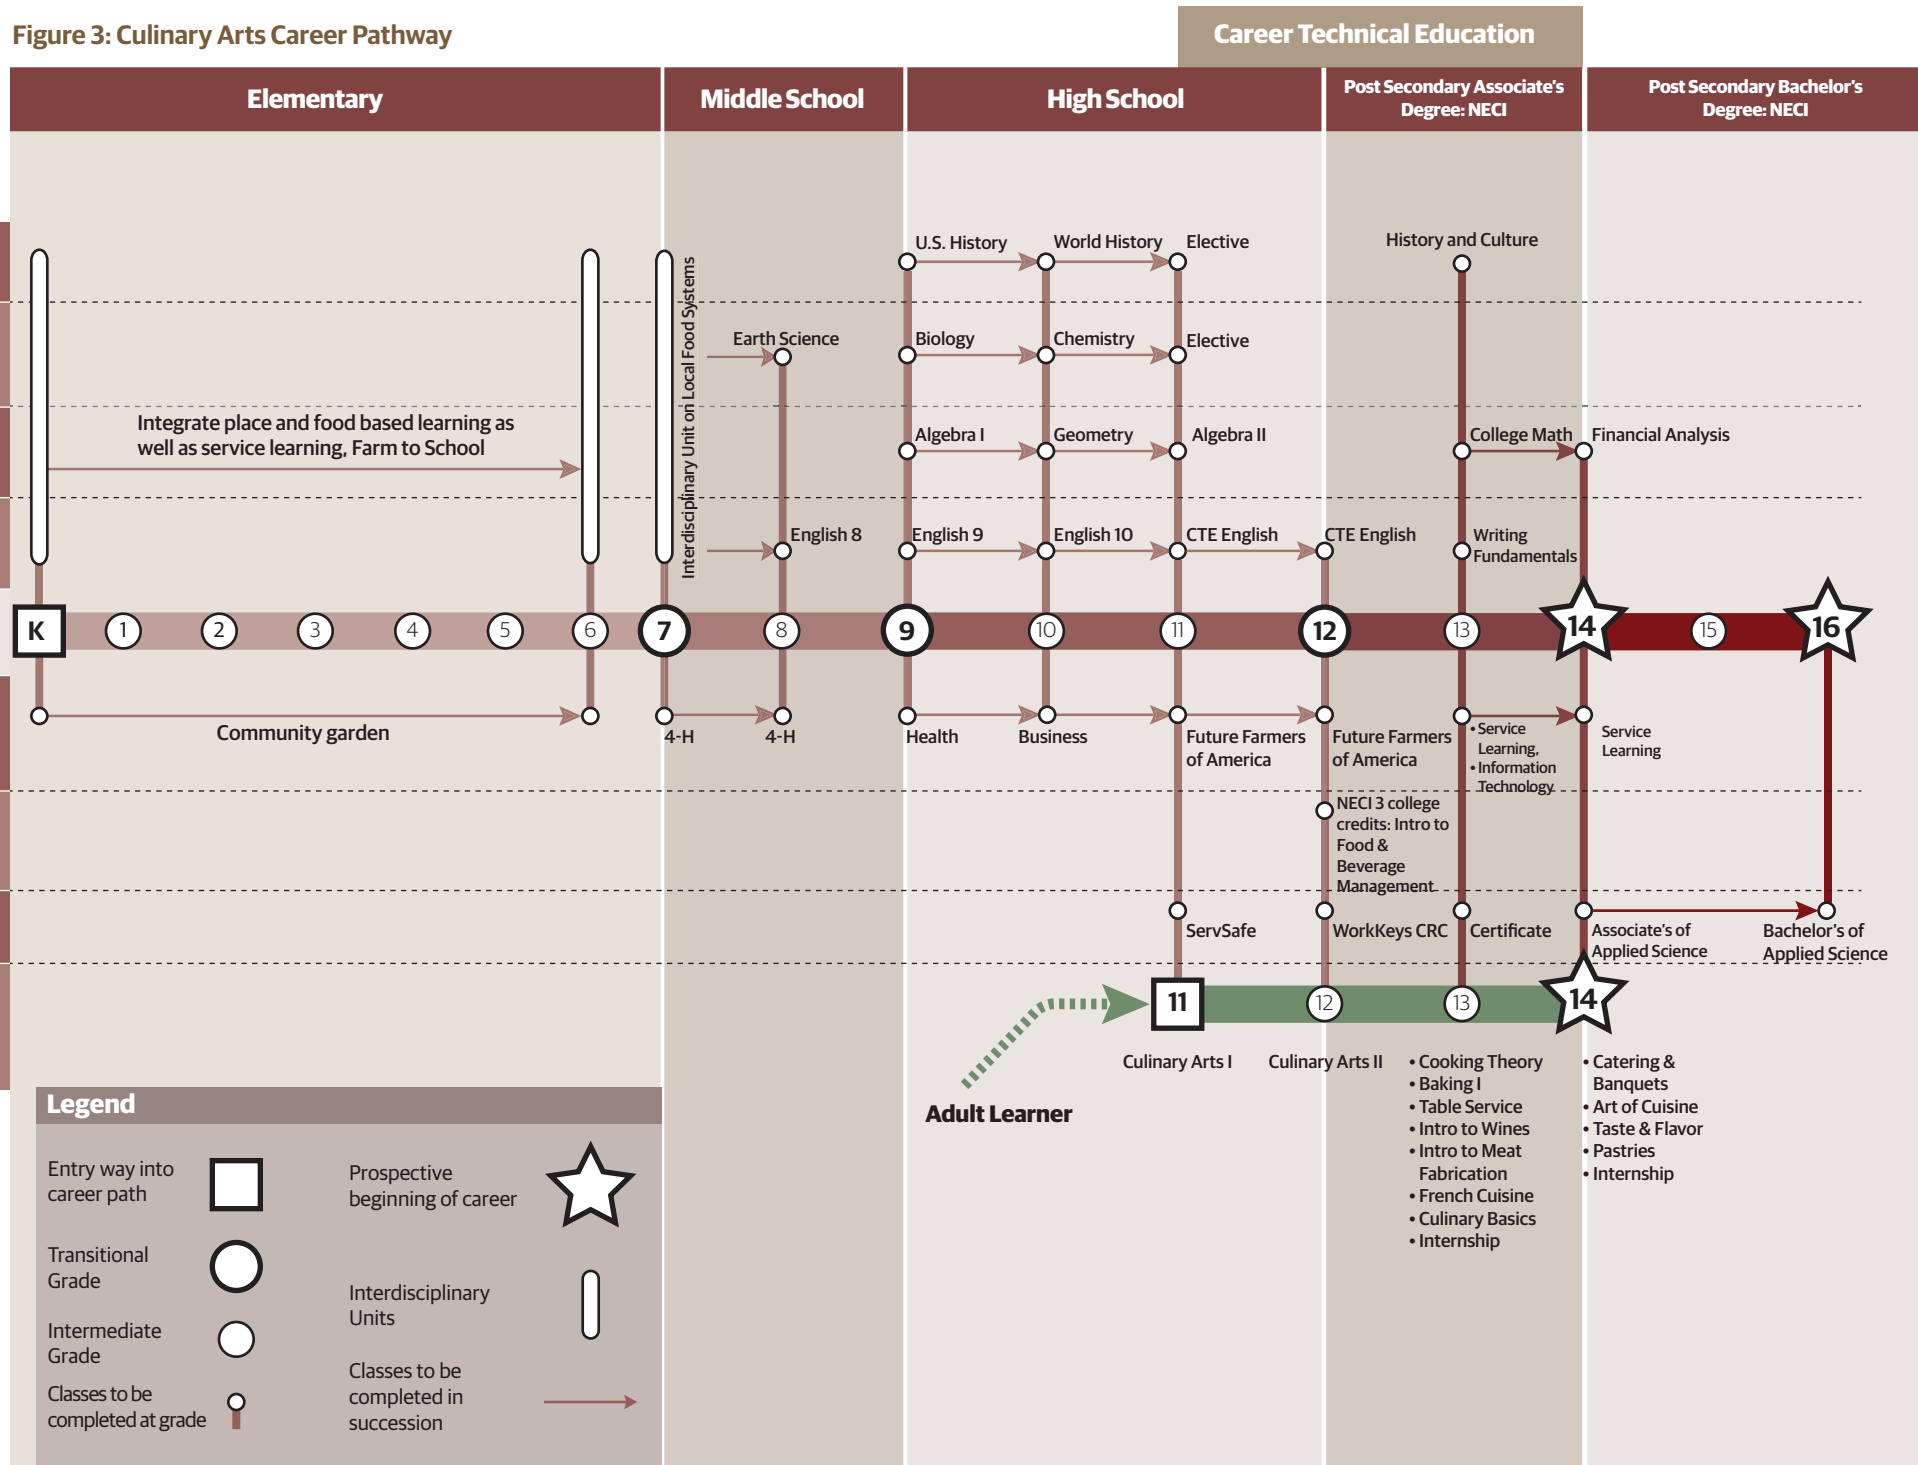 Figure 3: Culinary Arts Career Pathway
Career Technical Education
Elementary
Middle School
High School
Post Secondary Associate's
Degree: NECI
Post Secondary Bachelor's
Degree: NECI
U.S. History
World History
Elective
History and Culture
Interdisciplinary Unit on Local Food Systems
Earth Science
Biology
Chemistry
Elective
Integrate place and food based learning as
well as service learning, Farm to School
Algebra I
Geometry
Algebra II
College Math
Financial Analysis
English 8
English 9
English 10
CTE English
CTE English
Writing
Fundamentals
K
1
2
3
4
5
6
7
8
9
10
11
12
13
14
15
16
Community garden
4-H
4-H
Health
Business
Future Farmers
of America
Future Farmers
of America
• Service
Learning,
• Information
Technology
Service
Learning
NECI 3 college
credits: Intro to
Food &
Beverage
Management
ServSafe
WorkKeys CRC
Certificate
Associate's of
Applied Science
Bachelor's of
Applied Science
11
12
13
14
Adult Learner
Culinary Arts I
Culinary Arts II
• Cooking Theory
• Baking I
• Table Service
• Intro to Wines
• Intro to Meat
Fabrication
• French Cuisine
• Culinary Basics
• Internship
• Catering &
Banquets
• Art of Cuisine
• Taste & Flavor
• Pastries
• Internship
Legend
Entry way into
career path
Transitional
Grade
Intermediate
Grade
Classes to be
completed at grade
Prospective
beginning of career
Interdisciplinary
Units
Classes to be
completed in
succession